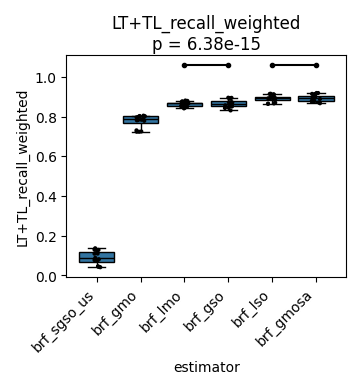 LT+TL_recall_weighted
p = 6.38e-15
LT+TL_recall_weighted
1.0
0.8
0.6
0.4
0.2
0.0
brf_sgso_us
brf_gmo
brf_lmo
brf_gso
brf_lso
brf_gmosa
estimator